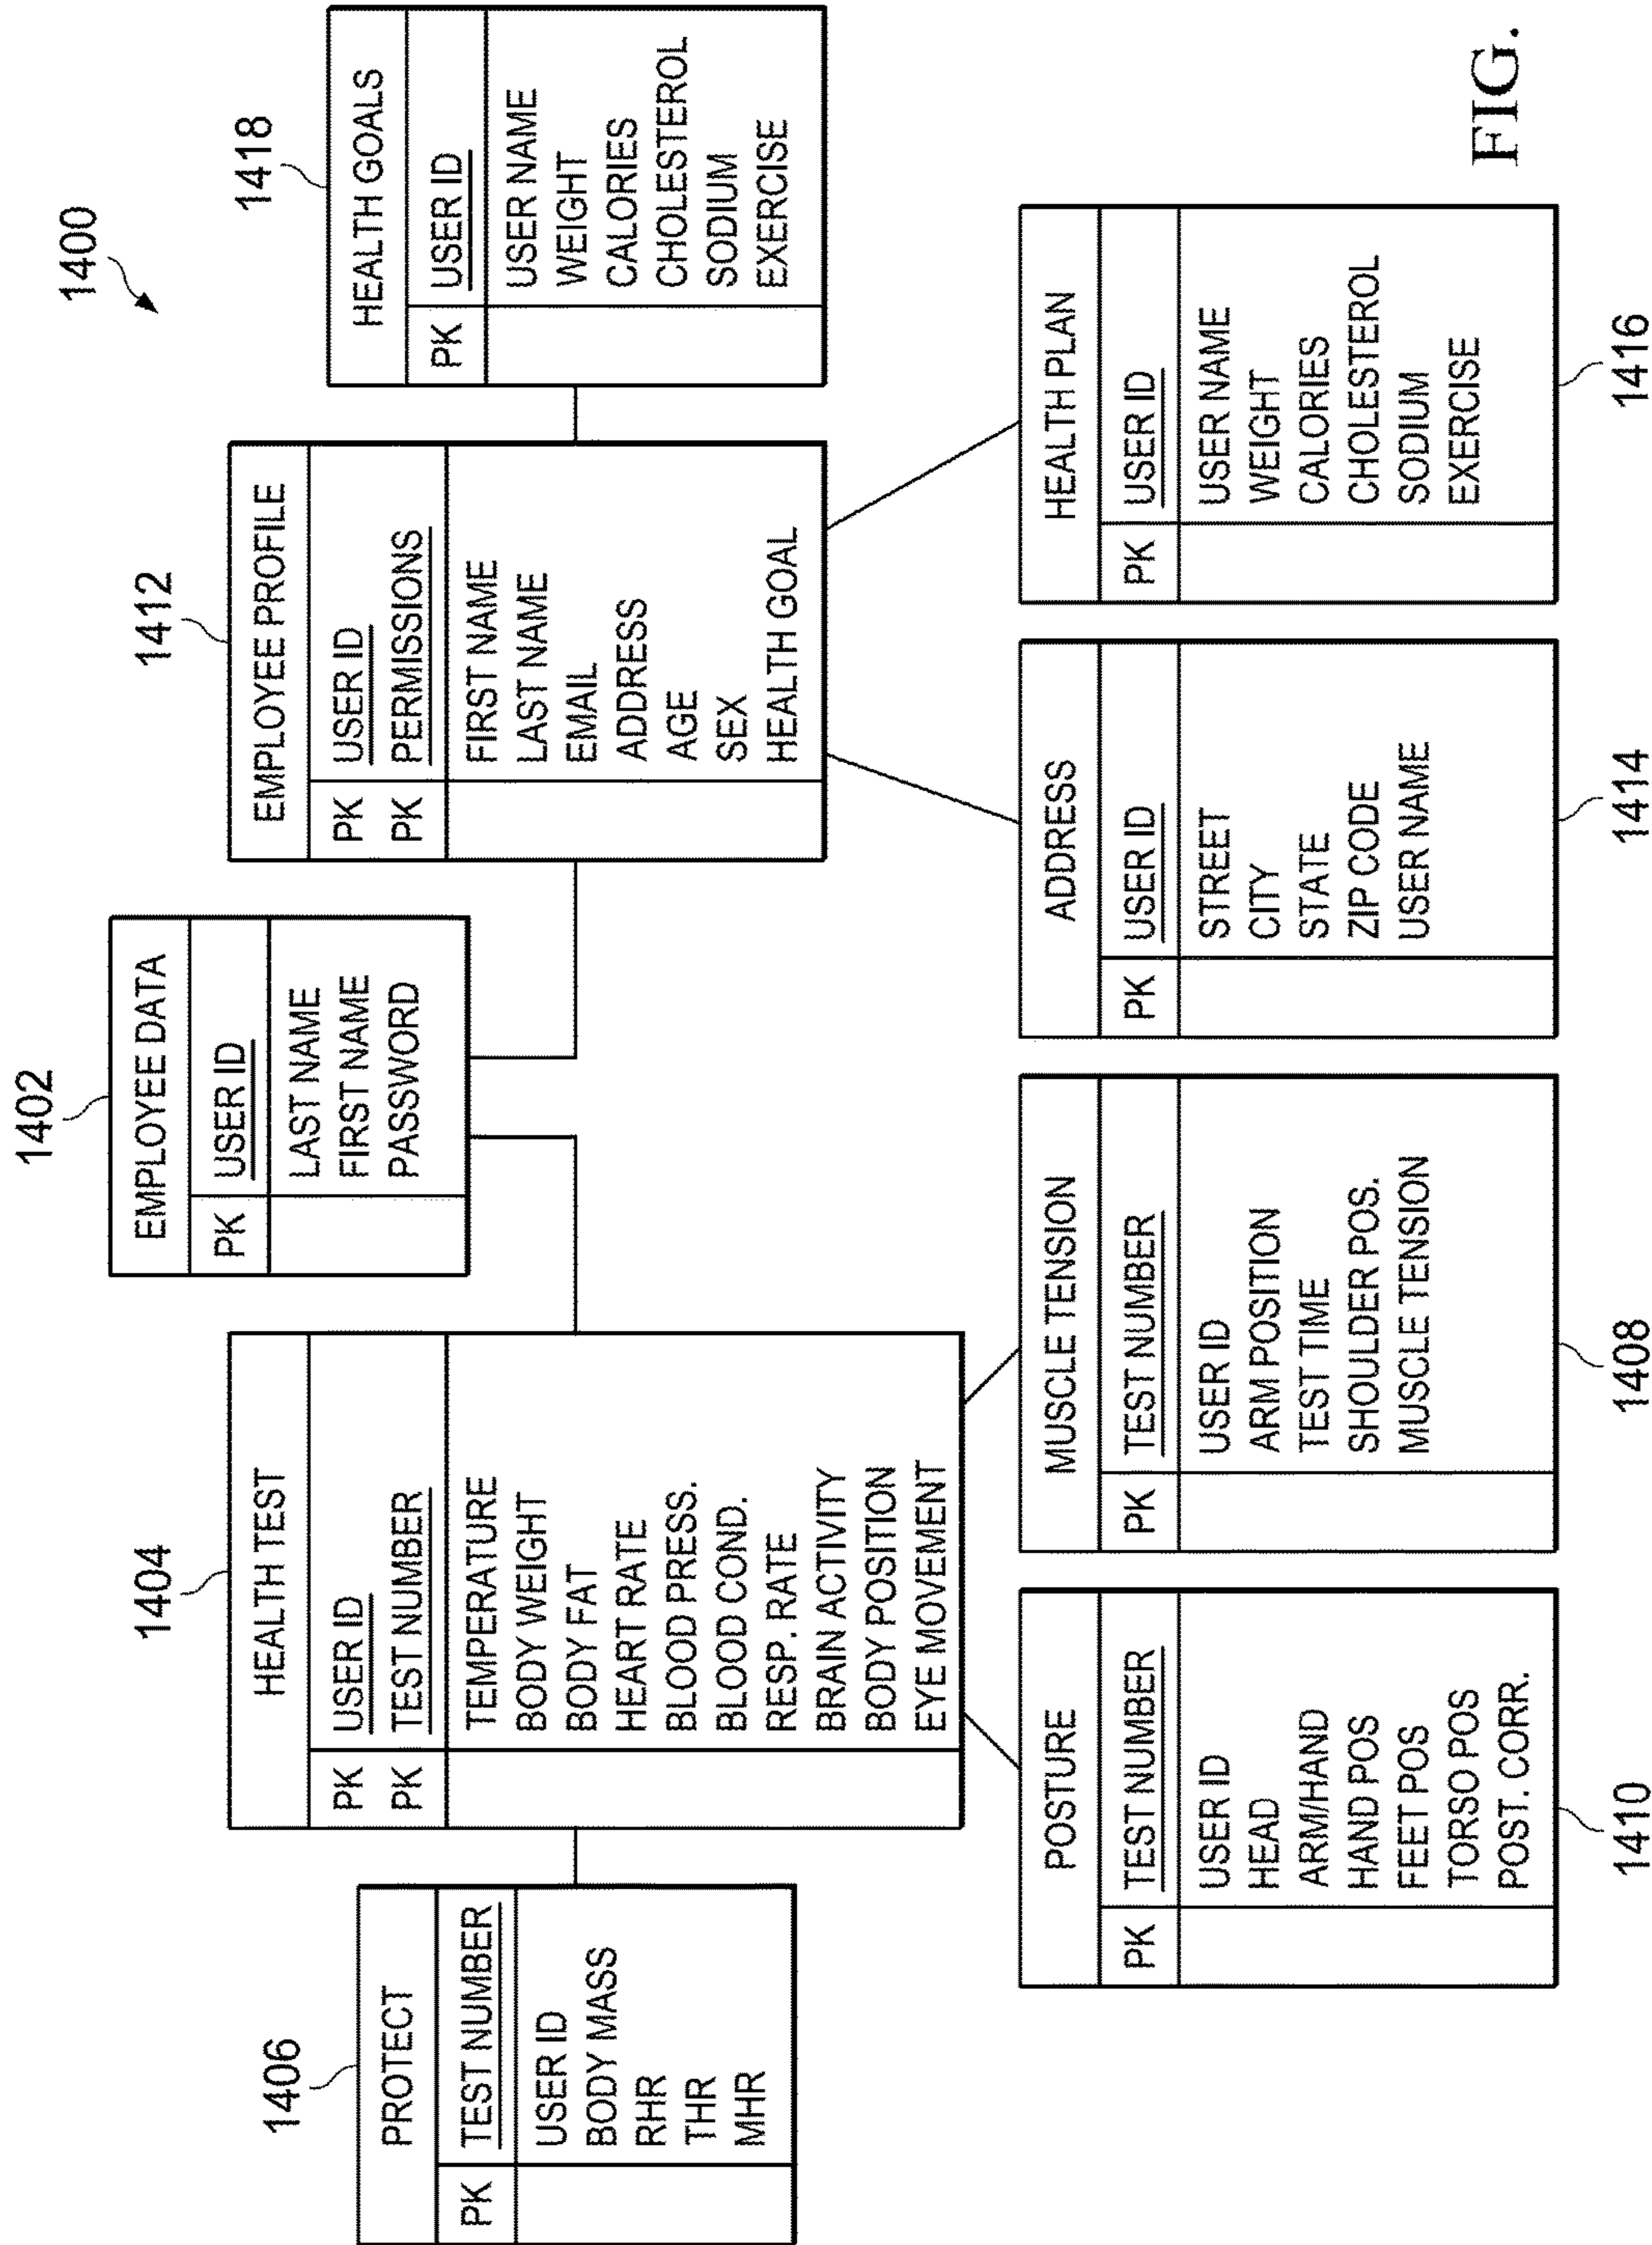 1400
1402
EMPLOYEE DATA
PK USER ID
LAST NAME
FIRST NAME
PASSWORD
1406
PROTECT
PK TEST NUMBER
USER ID
BODY MASS
RHR
THR
MHR
1404
HEALTH TEST
PK USER ID
PK TEST NUMBER
TEMPERATURE
BODY WEIGHT
BODY FAT
HEART RATE
BLOOD PRESS.
BLOOD COND.
RESP. RATE
BRAIN ACTIVITY
BODY POSITION
EYE MOVEMENT
1412
EMPLOYEE PROFILE
PK USER ID
PK PERMISSIONS
FIRST NAME
LAST NAME
EMAIL
ADDRESS
AGE
SEX
HEALTH GOAL
1418
HEALTH GOALS
PK USER ID
USER NAME
WEIGHT
CALORIES
CHOLESTEROL
SODIUM
EXERCISE
POSTURE
PK TEST NUMBER
USER ID
HEAD
ARM/HAND
HAND POS
FEET POS
TORSO POS
POST. CORR.
1410
MUSCLE TENSION
PK TEST NUMBER
USER ID
ARM POSITION
TEST TIME
SHOULDER POS.
MUSCLE TENSION
1408
ADDRESS
PK USER ID
STREET
CITY
STATE
ZIP CODE
USER NAME
1414
HEALTH PLAN
PK USER ID
USER NAME
WEIGHT
CALORIES
CHOLESTEROL
SODIUM
EXERCISE
1416
FIG.